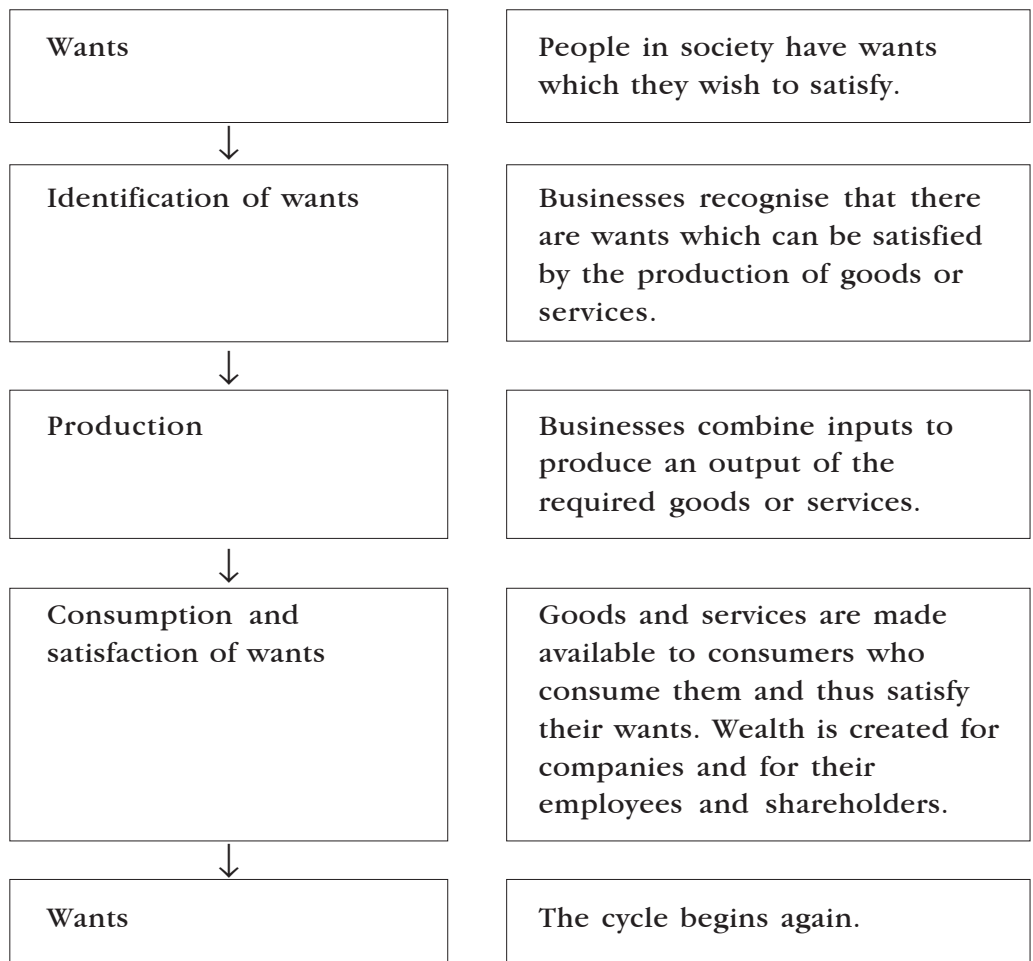 Wants
People in society have wants
which they wish to satisfy.
Identification of wants
Businesses recognise that there
are wants which can be satisfied
by the production of goods or
services.
Production
Businesses combine inputs to
produce an output of the
required goods or services.
Consumption and
satisfaction of wants
Goods and services are made
available to consumers who
consume them and thus satisfy
their wants. Wealth is created for
companies and for their
employees and shareholders.
Wants
The cycle begins again.